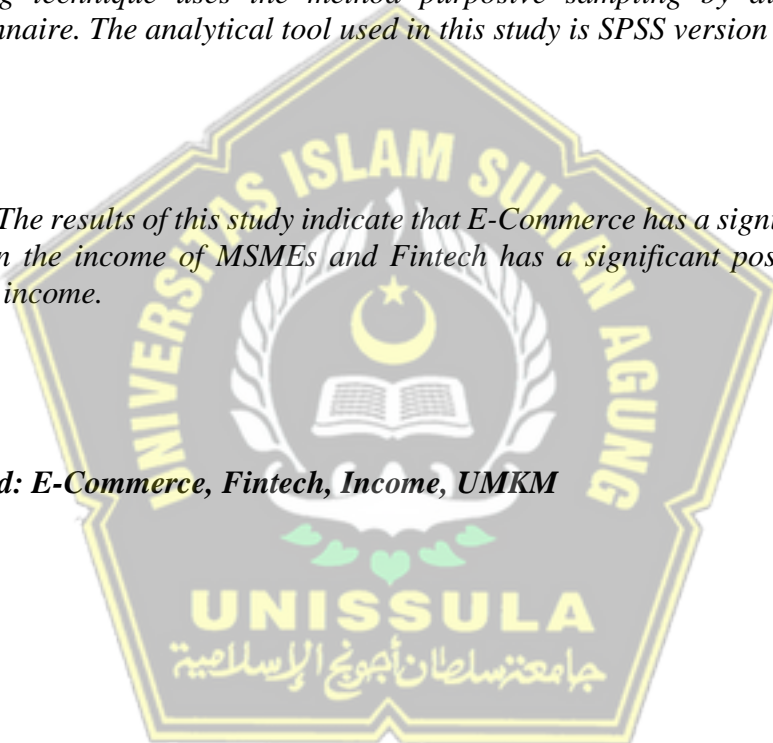 technique uses the method purposive sampling by
nnaire. The analytical tool used in this study is SPSS version
The results of this study indicate that E-Commerce has a signi
n the income of MSMEs and Fintech has a significant pos
income.
d: E-Commerce, Fintech, Income, UMKM
UNIVERSITAS ISLAM SULTAN AGUNG
UNISSULA
جامعة سلطان أجونج الإسلامية